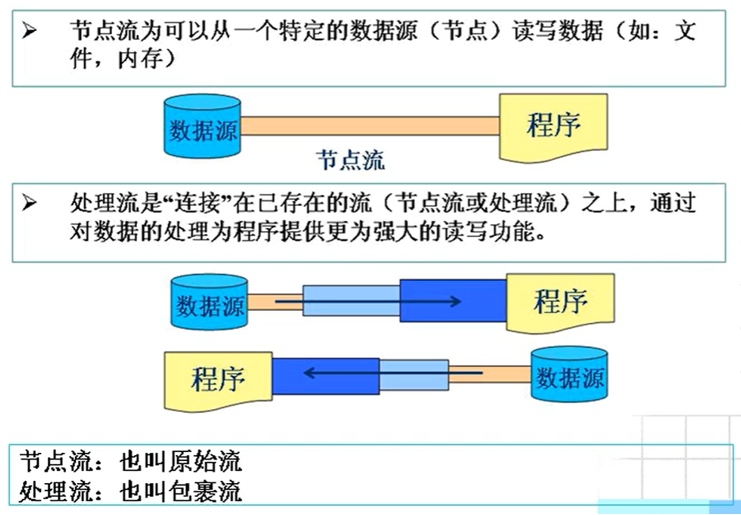 ➢ 节点流为可以从一个特定的数据源（节点）读写数据（如：文
件，内存）
数据源
程序
节点流
➢ 处理流是“连接”在已存在的流（节点流或处理流）之上，通过
对数据的处理为程序提供更为强大的读写功能。
数据源
程序
程序
数据源
节点流：也叫原始流
处理流：也叫包裹流